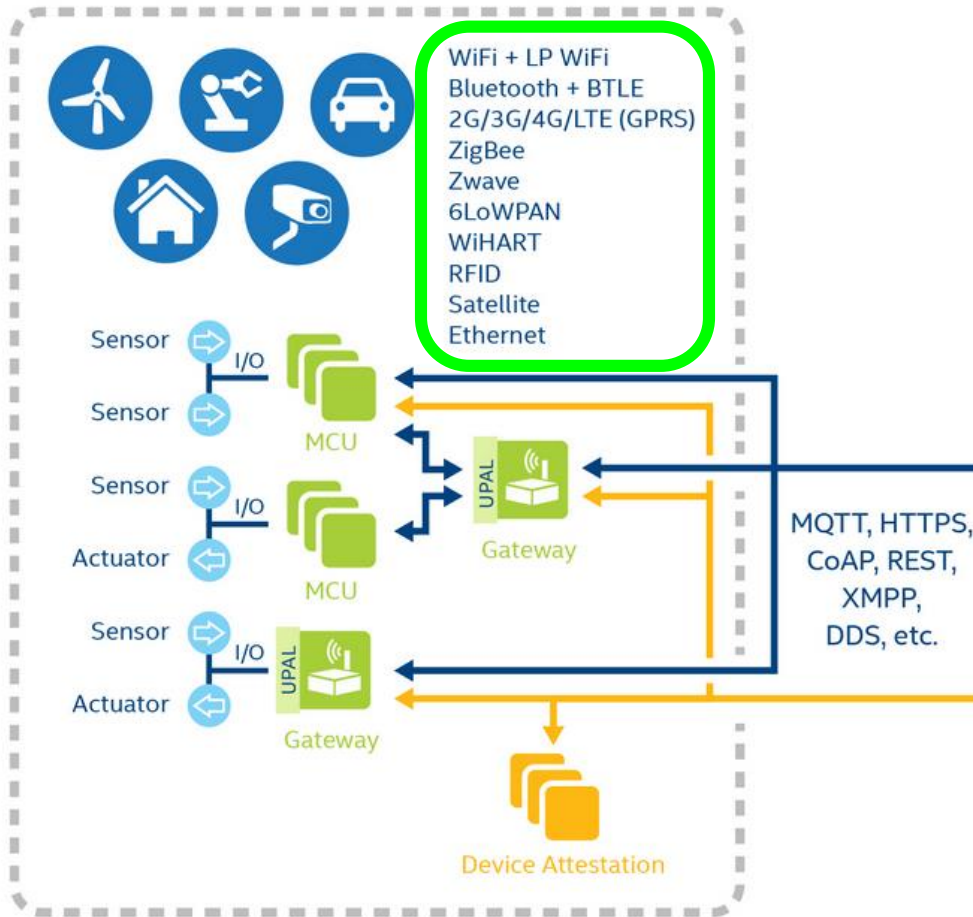 WiFi + LP WiFi
Bluetooth + BTLE
2G/3G/4G/LTE (GPRS)
ZigBee
Zwave
6LoWPAN
WiHART
RFID
Satellite
Ethernet
Sensor
I/O
Sensor
MCU
Sensor
I/O
Actuator
MCU
UPAL
Gateway
MQTT, HTTPS,
CoAP, REST,
XMPP,
DDS, etc.
Sensor
I/O
Actuator
UPAL
Gateway
Device Attestation